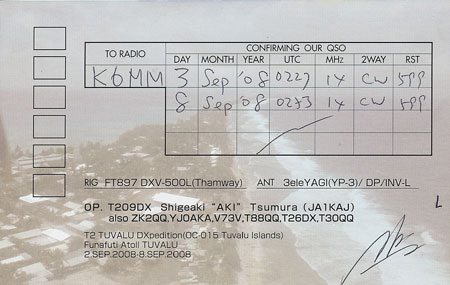 CONFIRMING OUR QSO
TO RADIO DAY MONTH YEAR UTC MHz 2WAY RST
K6MM 3 Sep '08 0227 14 CW 599
8 Sep '08 0233 14 CW 599
RIG FT897 DXV-500L(Thamway) ANT 3eleYAGI(YP-3)/ DP/INV-L
OP. T209DX Shigeaki "AKI" Tsumura (JA1KAJ)
also ZK2QQ,YJ0AKA,V73V,T88QQ,T26DX,T30QQ
T2 TUVALU DXpedition(OC-015 Tuvalu Islands)
Funafuti Atoll TUVALU
2.SEP.2008-8.SEP.2008
L